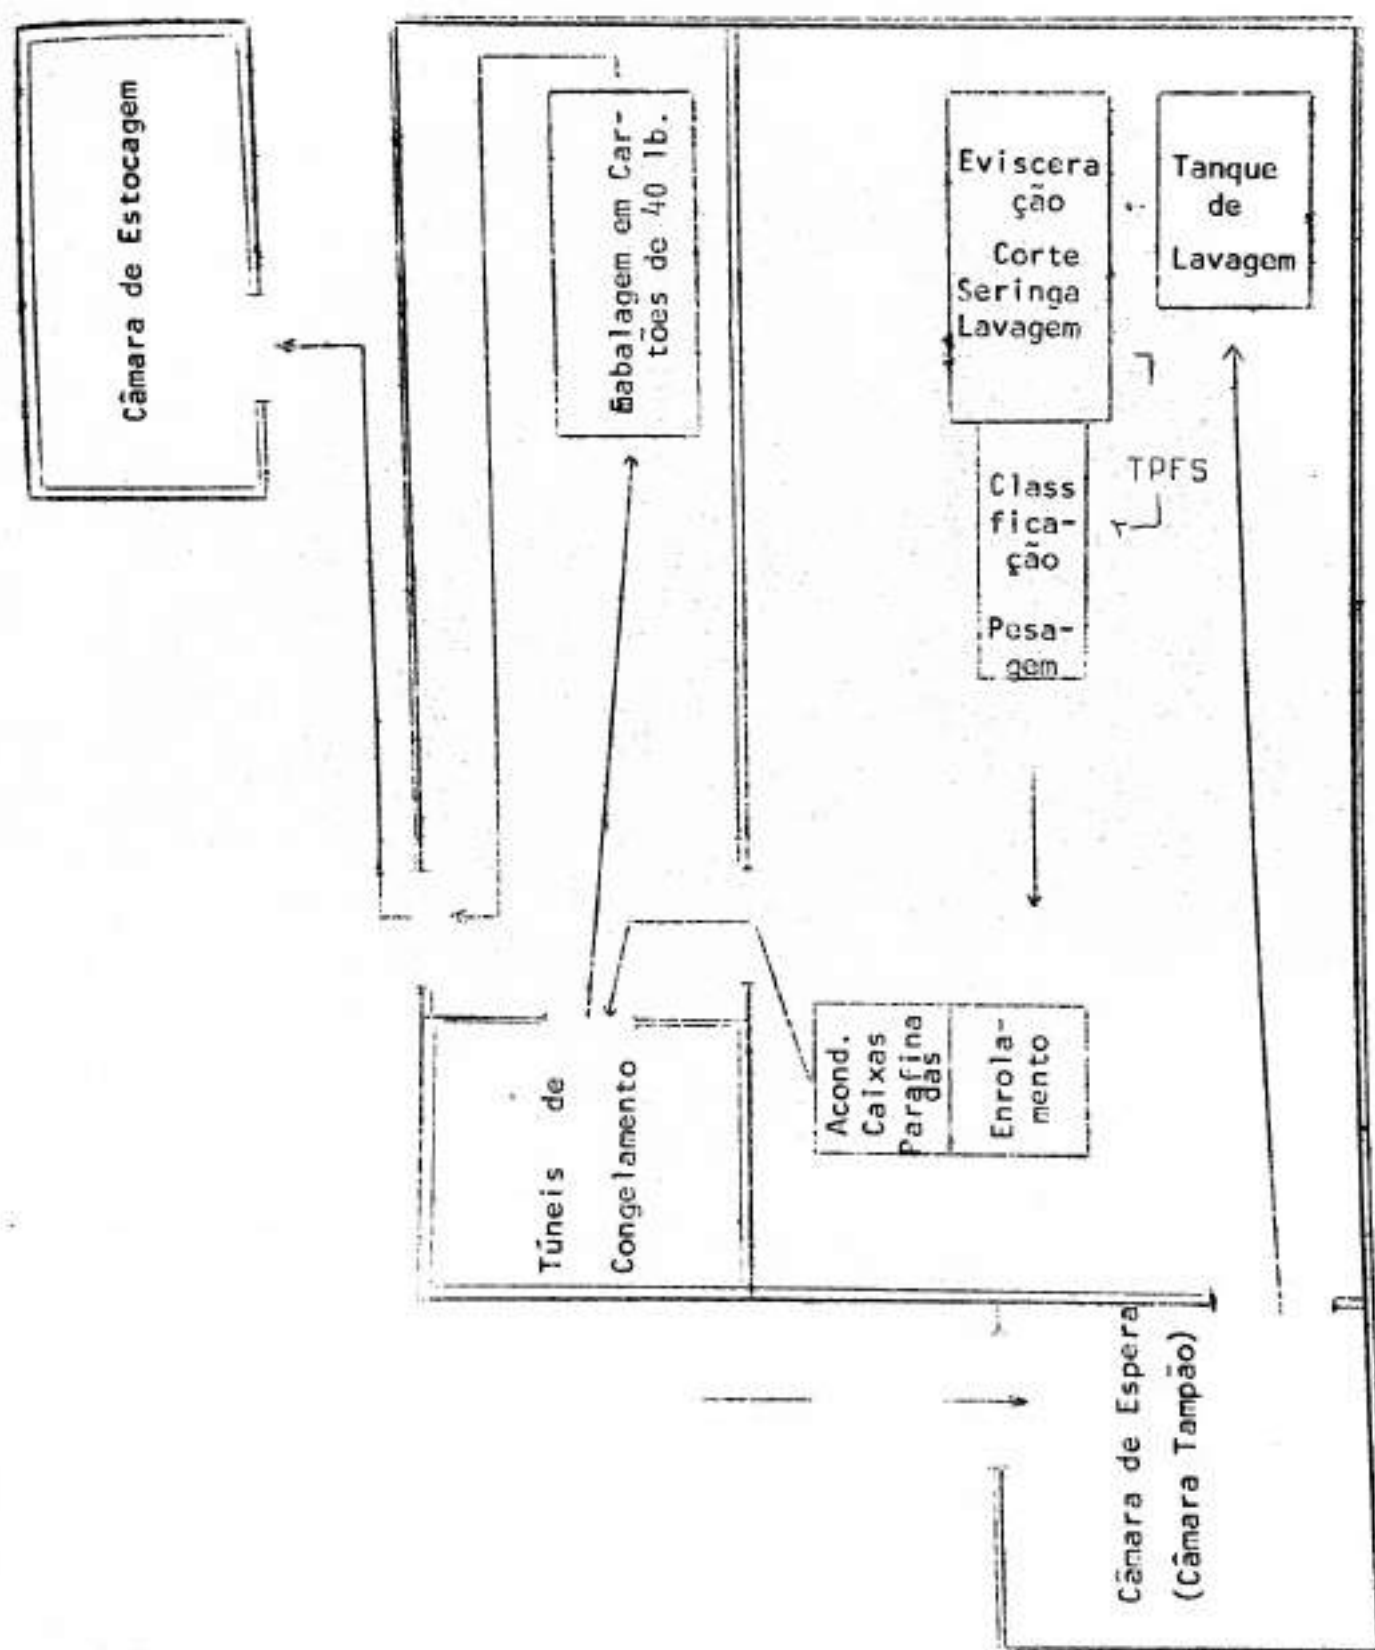 Câmara de Estocagem
Embalagem em Car-
tões de 40 lb.
Eviscera
ção
Corte
Seringa
Lavagem
Tanque
de
Lavagem
TPFS
Class
fica-
ção
Pesa-
gem
Túneis de
Congelamento
Acond.
Caixas
Parafina
das
Enrola-
mento
Câmara de Espera
(Câmara Tampão)